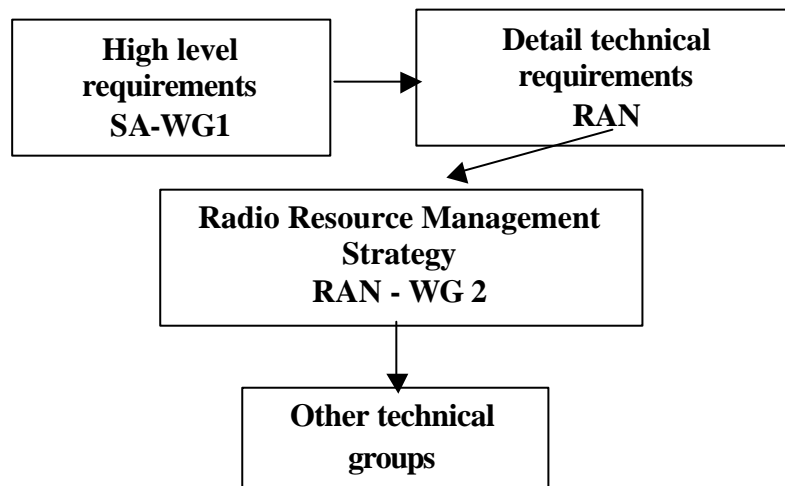 High level
requirements
SA-WG1
Detail technical
requirements
RAN
Radio Resource Management
Strategy
RAN - WG 2
Other technical
groups